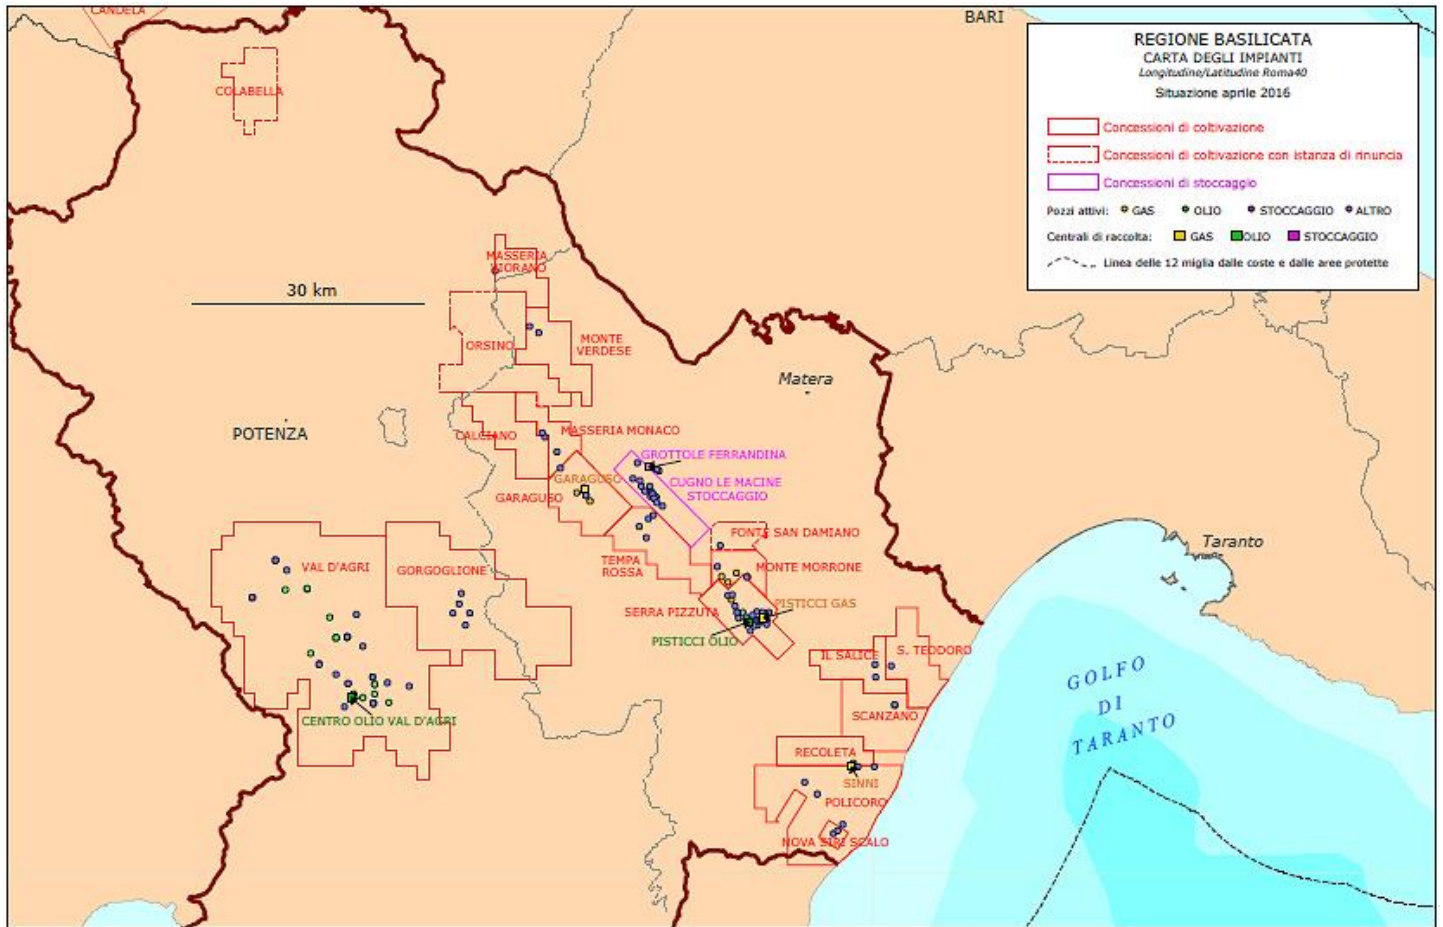 CANDELA
BARI
REGIONE BASILICATA
CARTA DEGLI IMPIANTI
Longitudine/Latitudine Roma40
Situazione aprile 2016
Concessioni di coltivazione
Concessioni di coltivazione con istanza di rinuncia
Concessioni di stoccaggio
Pozzi attivi: GAS OLIO STOCCAGGIO ALTRO
Centrali di raccolta: GAS OLIO STOCCAGGIO
Linea delle 12 miglia dalle coste e dalle aree protette
COLABELLA
MASSERIA
VIORANO
30 km
ORSINO
MONTE
VERDESE
Matera
POTENZA
CALCIANO
MASSERIA MONACO
GROTTOLE FERRANDINA
GARAGUSO
GARAGUSO
CUGNO LE MACINE
STOCCAGGIO
FONTE SAN DAMIANO
Taranto
VAL D'AGRI
GORGOGLIONE
TEMPA
ROSSA
MONTE MORRONE
SERRA PIZZUTA
PISTICCI GAS
PISTICCI OLIO
IL SALICE
S. TEODORO
GOLFO
DI
TARANTO
CENTRO OLIO VAL D'AGRI
SCANZANO
RECOLETA
SINNI
POLICORO
NOVA SIRI SCALO